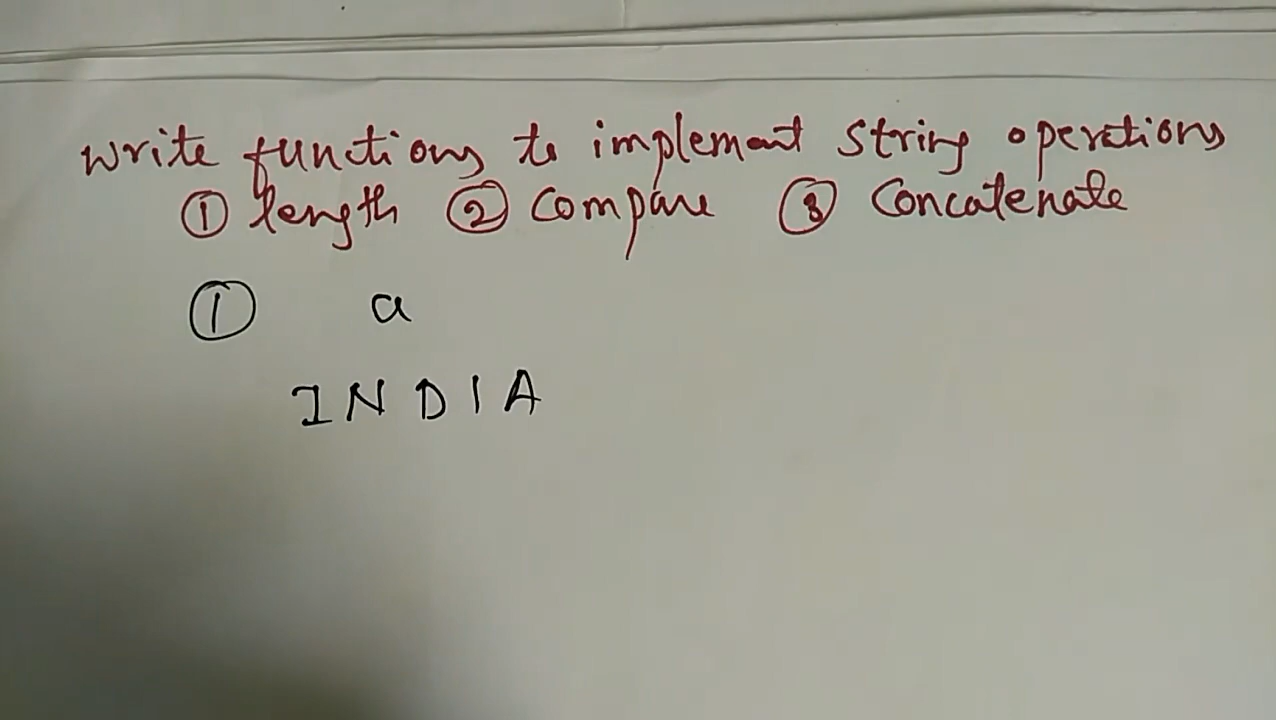 write functions to implement string operations
① length ② compare ③ Concatenate
① a
INDIA